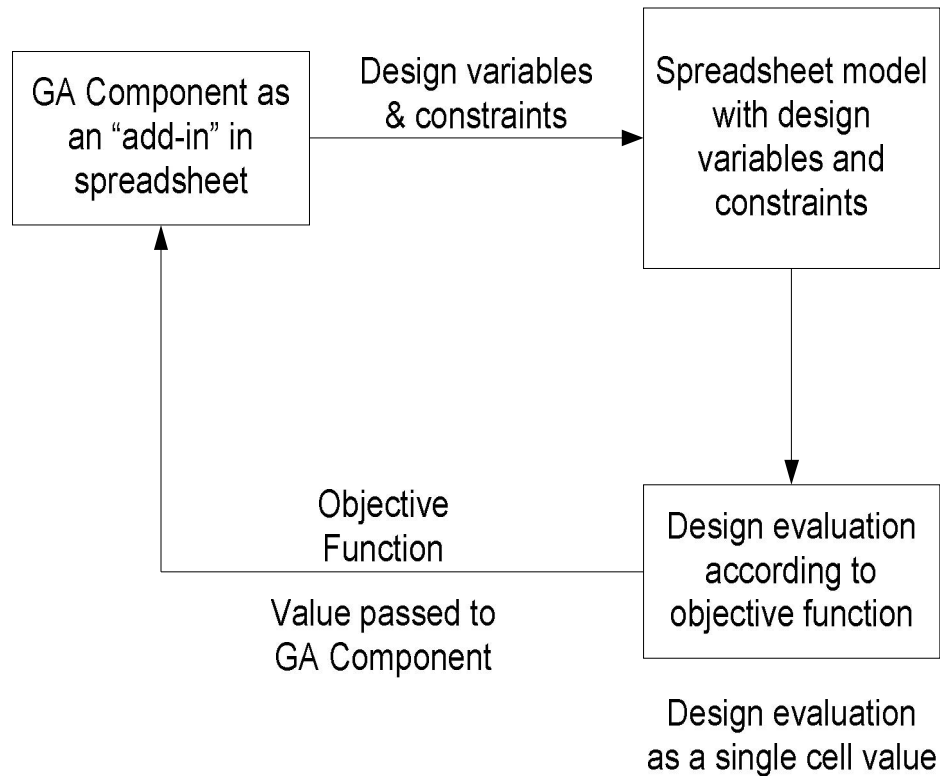 GA Component as
an “add-in” in
spreadsheet
Design variables
& constraints
Spreadsheet model
with design
variables and
constraints
Objective
Function
Value passed to
GA Component
Design evaluation
according to
objective function
Design evaluation
as a single cell value